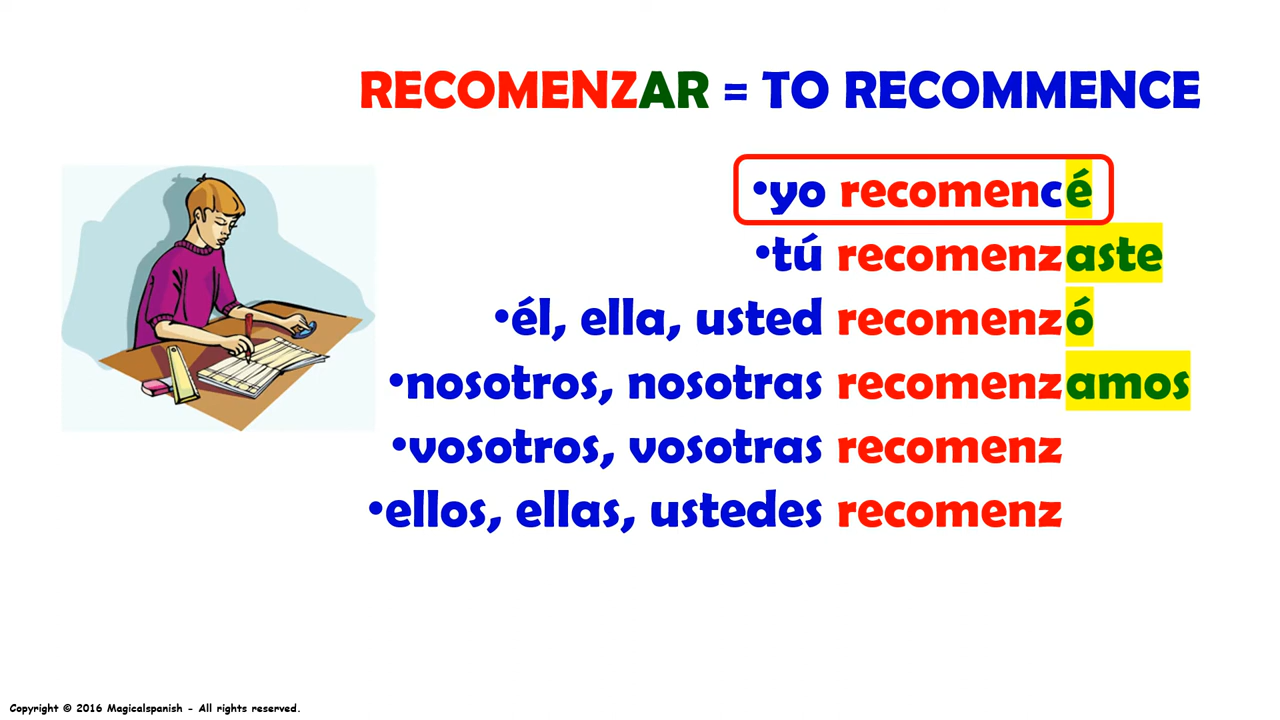 RECOMENZAR = TO RECOMMENCE
•yo recomencé
•tú recomenzaste
•él, ella, usted recomenzó
•nosotros, nosotras recomenzamos
•vosotros, vosotras recomenz
•ellos, ellas, ustedes recomenz
Copyright © 2016 Magicalspanish - All rights reserved.